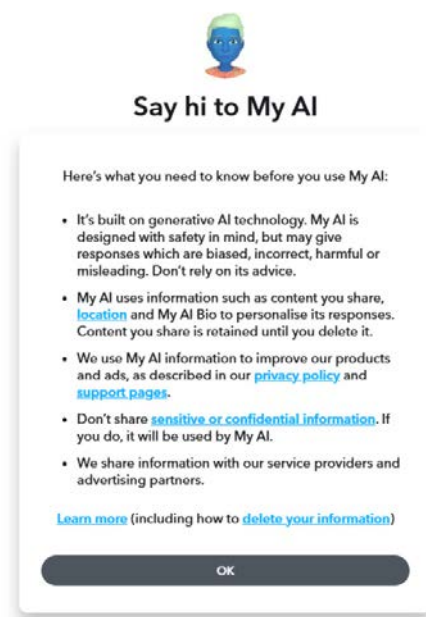 Say hi to My AI
Here's what you need to know before you use My AI:
• It's built on generative AI technology. My AI is
designed with safety in mind, but may give
responses which are biased, incorrect, harmful or
misleading. Don't rely on its advice.
• My AI uses information such as content you share,
location and My AI Bio to personalise its responses.
Content you share is retained until you delete it.
• We use My AI information to improve our products
and ads, as described in our privacy policy and
support pages.
• Don't share sensitive or confidential information. If
you do, it will be used by My AI.
• We share information with our service providers and
advertising partners.
Learn more (including how to delete your information)
OK